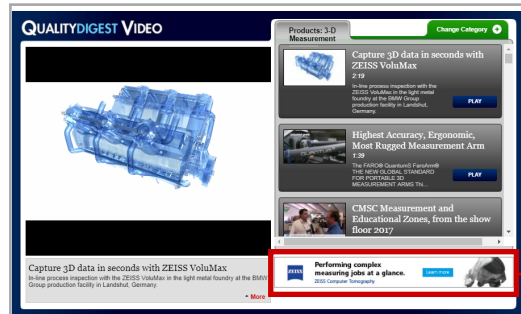 QUALITYDIGEST VIDEO
Products: 3-D
Measurement
Change Category
Capture 3D data in seconds with
ZEISS VoluMax
2:19
In-line process inspection with the
ZEISS VoluMax in the light metal
foundry at the BMW Group
production facility in Landshut,
Germany.
PLAY
Highest Accuracy, Ergonomic,
Most Rugged Measurement Arm
1:39
The FARO® QuantumS FaroArm®
THE NEW GLOBAL STANDARD
FOR PORTABLE 3D
MEASUREMENT ARMS Thi...
PLAY
CMSC Measurement and
Educational Zones, from the show
floor 2017
Capture 3D data in seconds with ZEISS VoluMax
In-line process inspection with the ZEISS VoluMax in the light metal foundry at the BMW
Group production facility in Landshut, Germany.
More
ZEISS
Performing complex
measuring jobs at a glance.
ZEISS Computer Tomography
Learn more